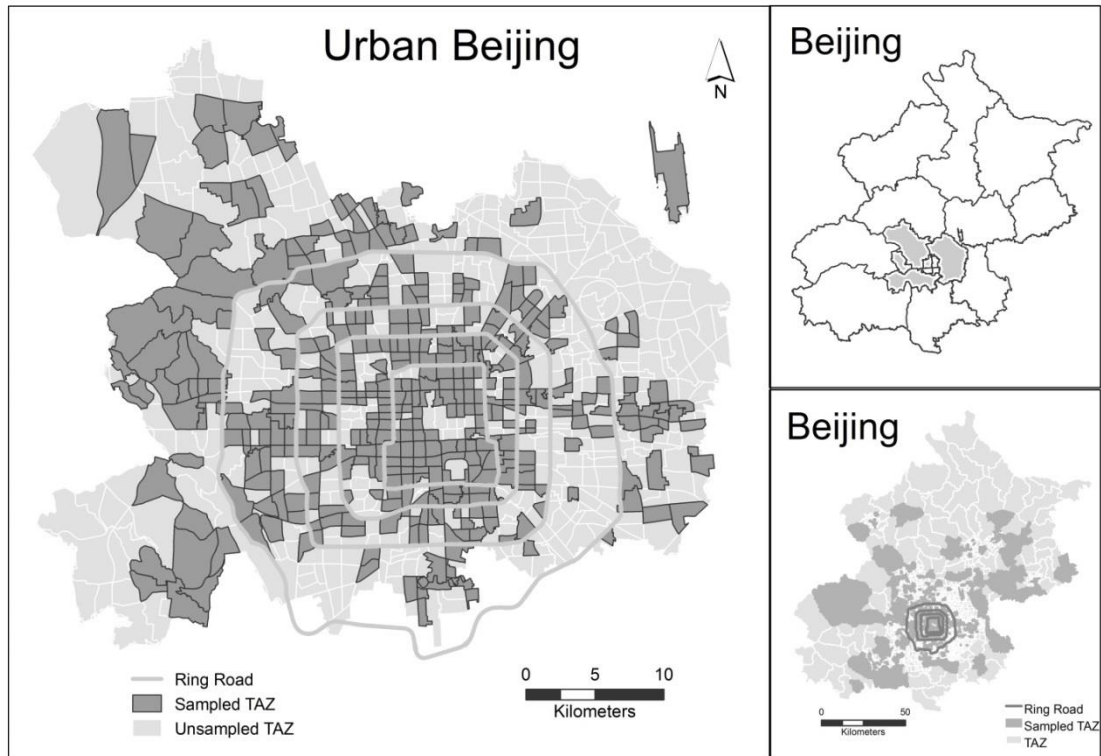 Urban Beijing
N
Ring Road
Sampled TAZ
Unsampled TAZ
0 5 10
Kilometers
Beijing
Beijing
0 50
Kilometers
Ring Road
Sampled TAZ
TAZ